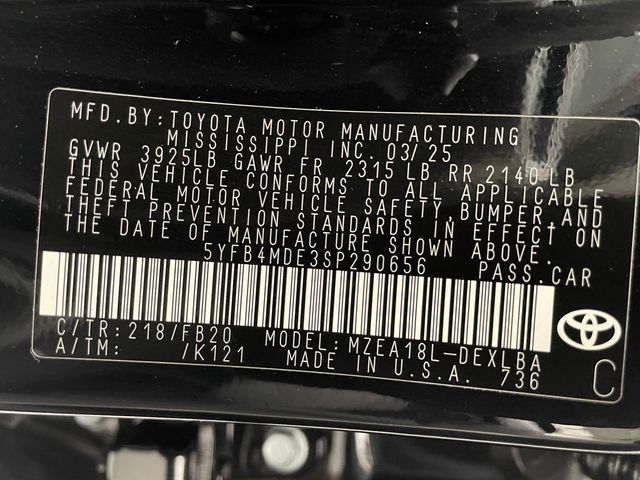 MFD.BY:TOYOTA MOTOR MANUFACTURING
MISSISSIPPI INC. 03/25
GVWR 3925LB GAWR FR 2315 LB RR 2140 LB
THIS VEHICLE CONFORMS TO ALL APPLICABLE
FEDERAL MOTOR VEHICLE SAFETY,BUMPER AND
THEFT PREVENTION STANDARDS IN EFFECT ON
THE DATE OF MANUFACTURE SHOWN ABOVE.
5YFB4MDE3SP290656 PASS.CAR
C/TR:218/FB20 MODEL:MZEA18L-DEXLBA
A/TM: /K121 MADE IN U.S.A. 736
C